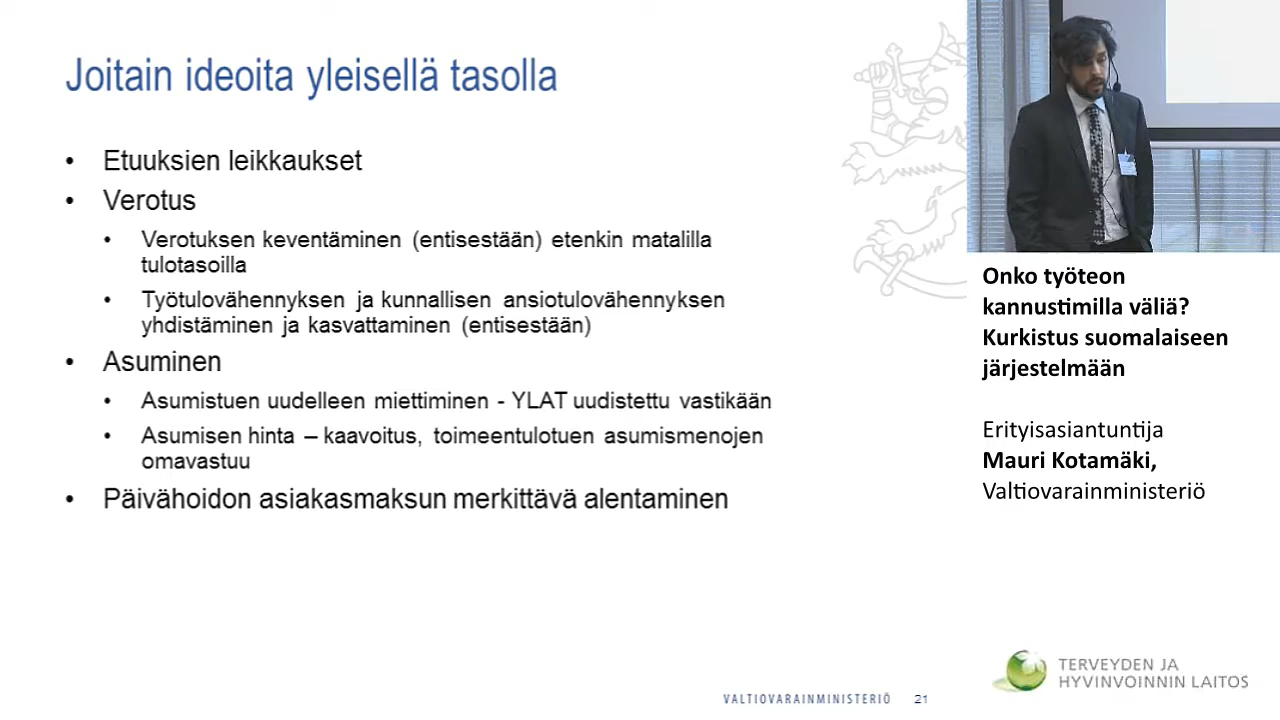 Joitain ideoita yleisellä tasolla
• Etuuksien leikkaukset
• Verotus
• Verotuksen keventäminen (entisestään) etenkin matalilla
tulotasoilla
• Työtulovähennyksen ja kunnallisen ansiotulovähennyksen
yhdistäminen ja kasvattaminen (entisestään)
• Asuminen
• Asumistuen uudelleen miettiminen - YLAT uudistettu vastikään
• Asumisen hinta – kaavoitus, toimeentulotuen asumismenojen
omavastuu
• Päivähoidon asiakasmaksun merkittävä alentaminen
VALTIOVARAINMINISTERIÖ 21
Onko työteon
kannustimilla väliä?
Kurkistus suomalaiseen
järjestelmään
Erityisasiantuntija
Mauri Kotamäki,
Valtiovarainministeriö
TERVEYDEN JA
HYVINVOINNIN LAITOS